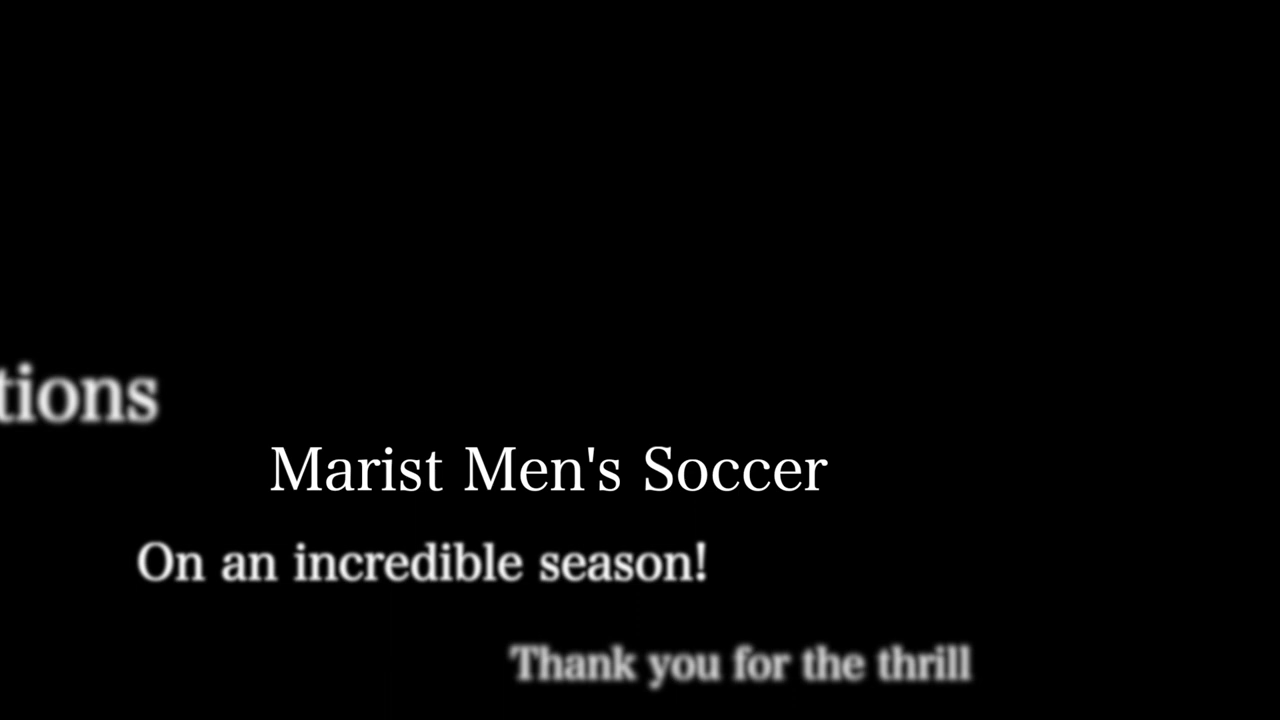 tions
Marist Men's Soccer
On an incredible season!
Thank you for the thrill